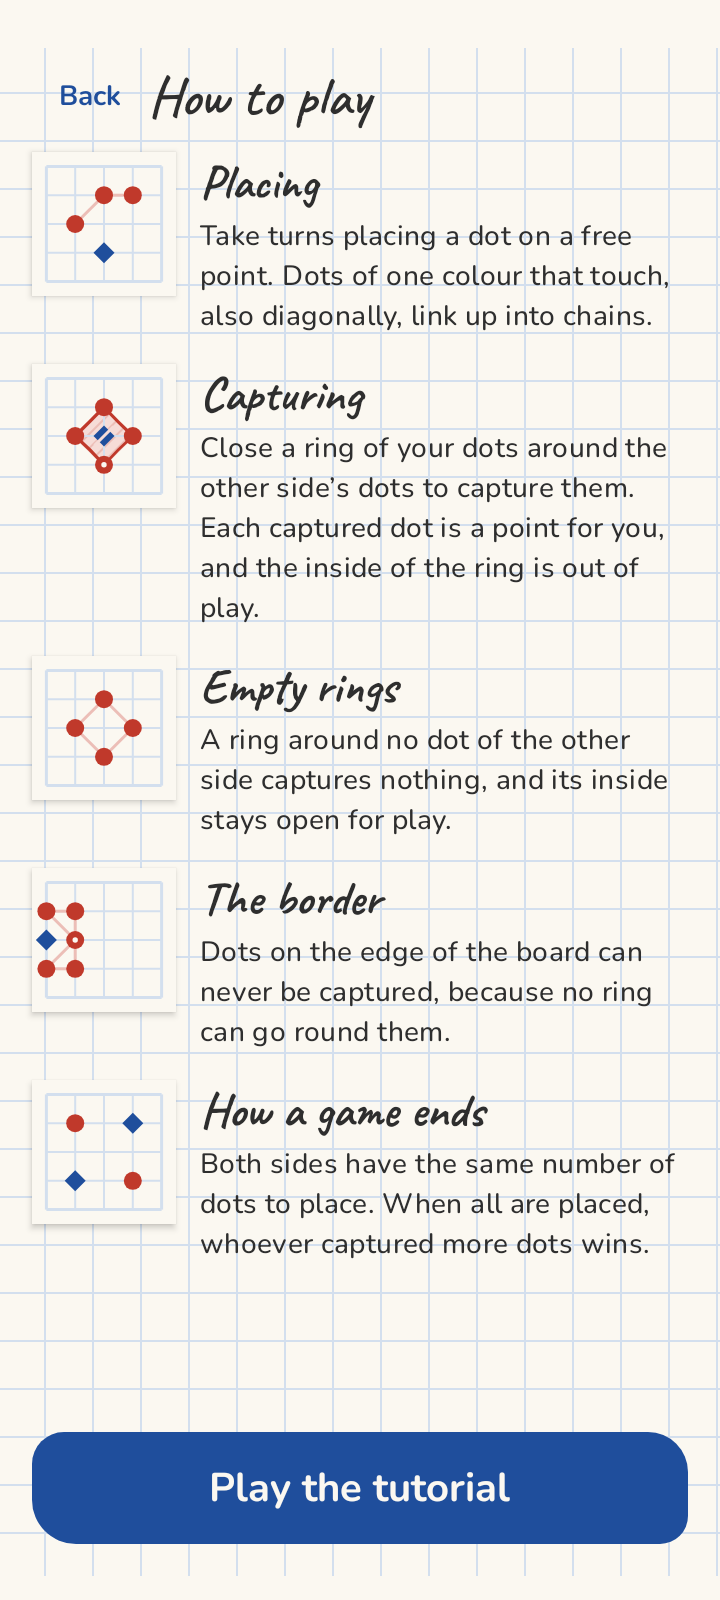 Back How to play
Placing
Take turns placing a dot on a free
point. Dots of one colour that touch,
also diagonally, link up into chains.
Capturing
Close a ring of your dots around the
other side’s dots to capture them.
Each captured dot is a point for you,
and the inside of the ring is out of
play.
Empty rings
A ring around no dot of the other
side captures nothing, and its inside
stays open for play.
The border
Dots on the edge of the board can
never be captured, because no ring
can go round them.
How a game ends
Both sides have the same number of
dots to place. When all are placed,
whoever captured more dots wins.
Play the tutorial